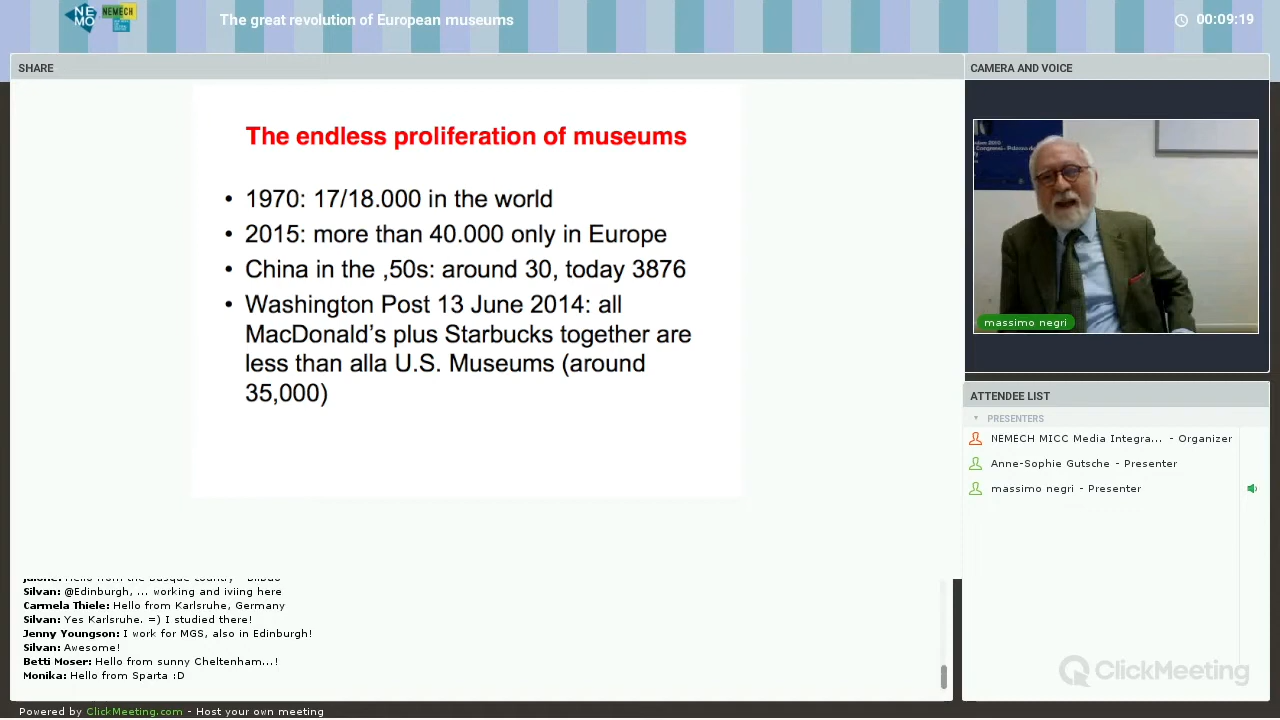 NE
MO
NEMECH
The great revolution of European museums
00:09:19
SHARE
The endless proliferation of museums
• 1970: 17/18.000 in the world
• 2015: more than 40.000 only in Europe
• China in the ,50s: around 30, today 3876
• Washington Post 13 June 2014: all
MacDonald's plus Starbucks together are
less than alla U.S. Museums (around
35,000)
Silvan: @Edinburgh, ... working and iviing here
Carmela Thiele: Hello from Karlsruhe, Germany
Silvan: Yes Karlsruhe. =) I studied there!
Jenny Youngson: I work for MGS, also in Edinburgh!
Silvan: Awesome!
Betti Moser: Hello from sunny Cheltenham...!
Monika: Hello from Sparta :D
CAMERA AND VOICE
massimo negri
ATTENDEE LIST
PRESENTERS
NEMECH MICC Media Integra... - Organizer
Anne-Sophie Gutsche - Presenter
massimo negri - Presenter
ClickMeeting
Powered by ClickMeeting.com - Host your own meeting